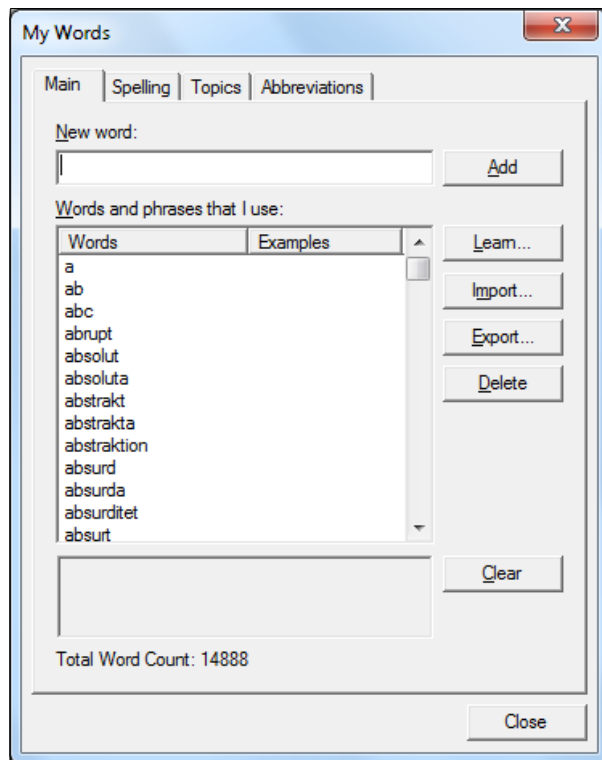 My Words
Main Spelling Topics Abbreviations
New word:
Add
Words and phrases that I use:
Words Examples
Learn...
a
ab
Import...
abc
abrupt
Export...
absolut
absoluta
Delete
abstrakt
abstrakta
abstraktion
absurd
absurda
absurditet
absurt
Clear
Total Word Count: 14888
Close